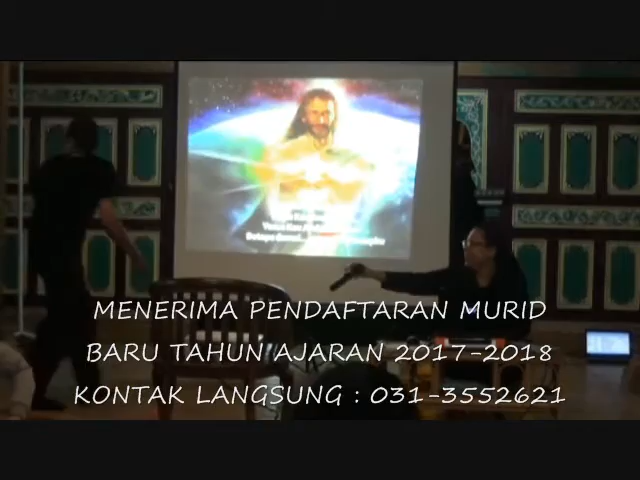 MENERIMA PENDAFTARAN MURID
BARU TAHUN AJARAN 2017-2018
KONTAK LANGSUNG : 031-3552621